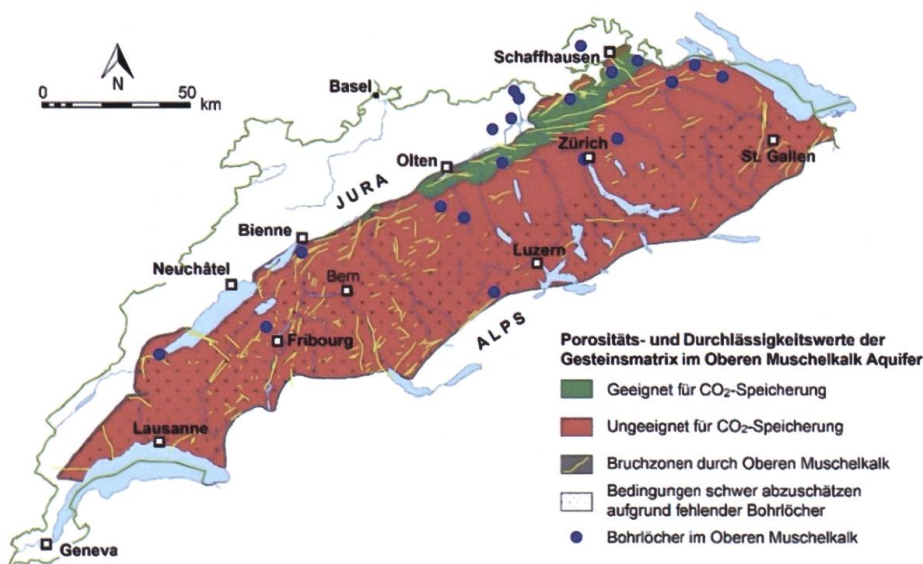 Schaffhausen
N
0
50
km
Basel
Zürich
St. Gallen
Olten
JURA
Bienne
Luzern
Neuchâtel
Bern
ALPS
Fribourg
Lausanne
Geneva
Porositäts- und Durchlässigkeitswerte der
Gesteinsmatrix im Oberen Muschelkalk Aquifer
Geeignet für CO₂-Speicherung
Ungeeignet für CO₂-Speicherung
Bruchzonen durch Oberen Muschelkalk
Bedingungen schwer abzuschätzen
aufgrund fehlender Bohrlöcher
Bohrlöcher im Oberen Muschelkalk